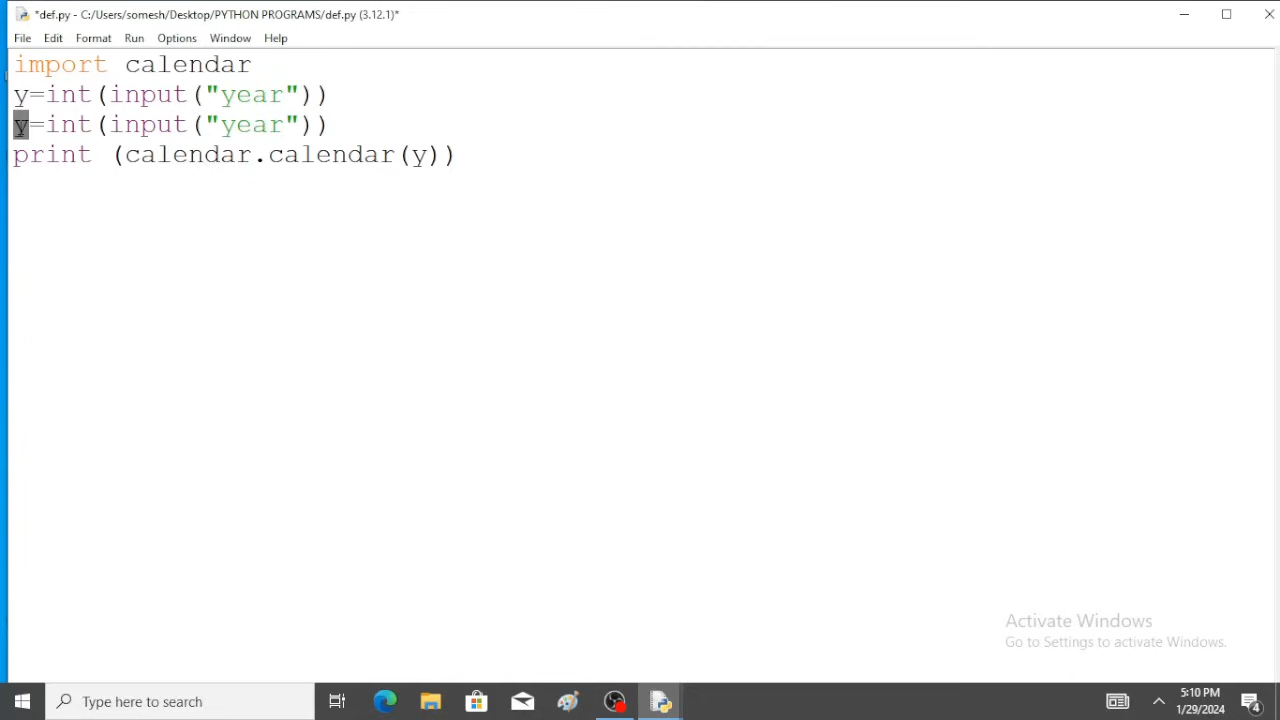 *def.py - C:/Users/somesh/Desktop/PYTHON PROGRAMS/def.py (3.12.1)*
File Edit Format Run Options Window Help
import calendar
y=int(input("year"))
y=int(input("year"))
print (calendar.calendar(y))
Activate Windows
Go to Settings to activate Windows.
Type here to search
5:10 PM
1/29/2024
4